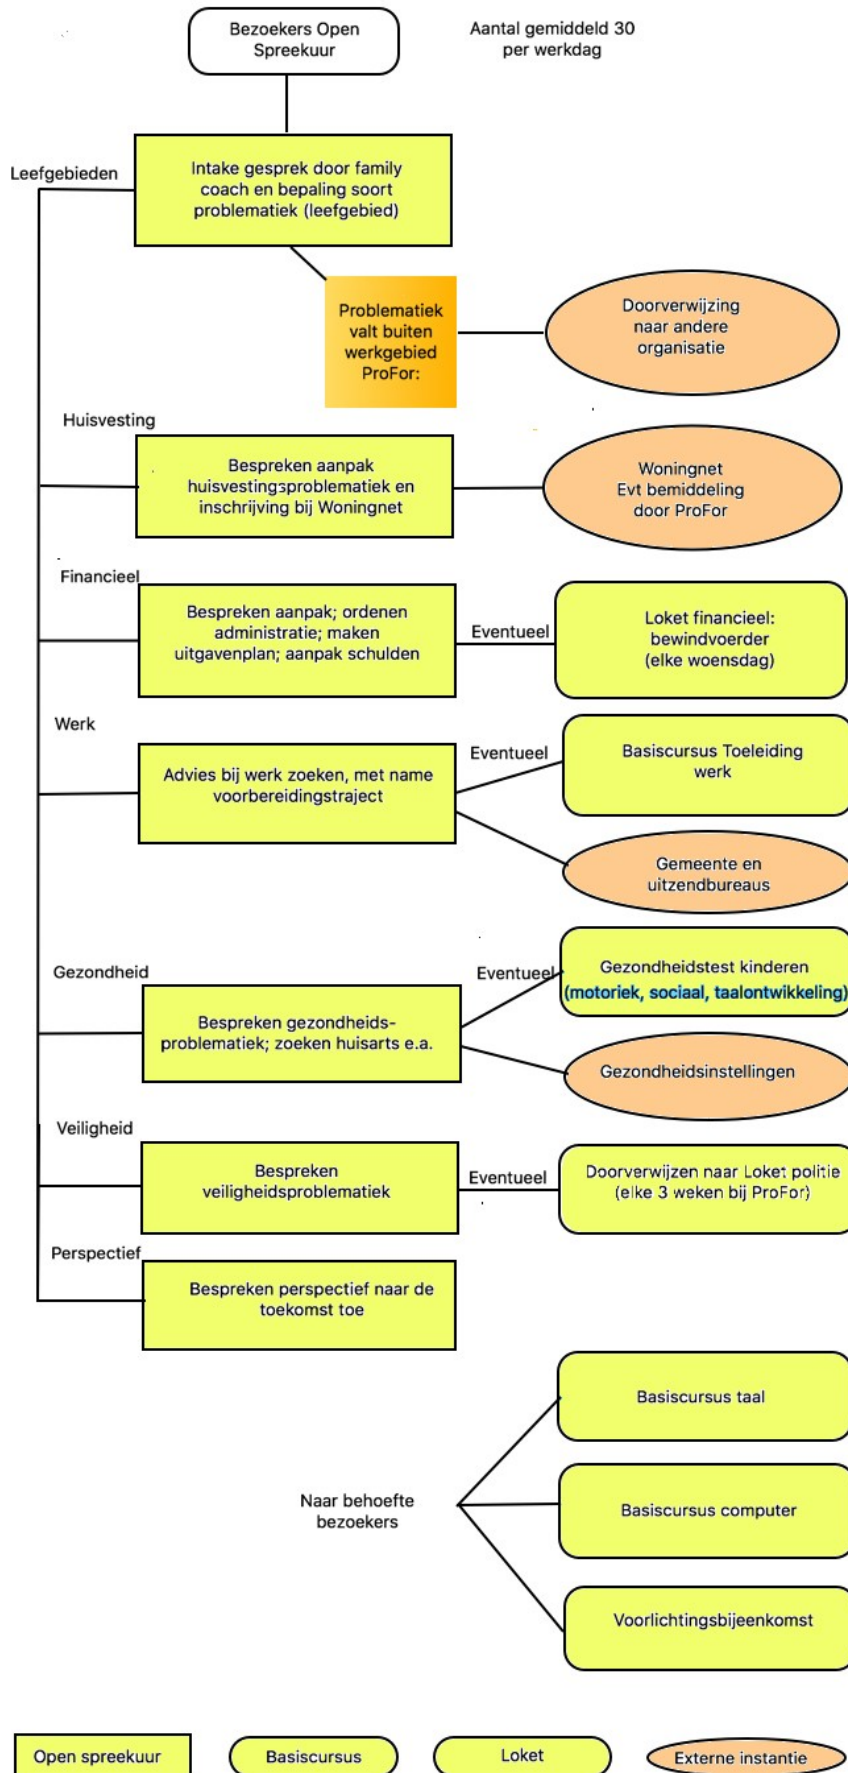 Bezoekers Open
Spreekuur
Aantal gemiddeld 30
per werkdag
Leefgebieden
Intake gesprek door family
coach en bepaling soort
problematiek (leefgebied)
Problematiek
valt buiten
werkgebied
ProFor:
Doorverwijzing
naar andere
organisatie
Huisvesting
Bespreken aanpak
huisvestingsproblematiek en
inschrijving bij Woningnet
Woningnet
Evt bemiddeling
door ProFor
Financieel
Bespreken aanpak; ordenen
administratie; maken
uitgavenplan; aanpak schulden
Eventueel
Loket financieel:
bewindvoerder
(elke woensdag)
Werk
Advies bij werk zoeken, met name
voorbereidingstraject
Eventueel
Basiscursus Toeleiding
werk
Gemeente en
uitzendbureaus
Gezondheid
Bespreken gezondheids-
problematiek; zoeken huisarts e.a.
Eventueel
Gezondheidstest kinderen
(motoriek, sociaal, taalontwikkeling)
Gezondheidsinstellingen
Veiligheid
Bespreken
veiligheidsproblematiek
Eventueel
Doorverwijzen naar Loket politie
(elke 3 weken bij ProFor)
Perspectief
Bespreken perspectief naar de
toekomst toe
Naar behoefte
bezoekers
Basiscursus taal
Basiscursus computer
Voorlichtingsbijeenkomst
Open spreekuur
Basiscursus
Loket
Externe instantie